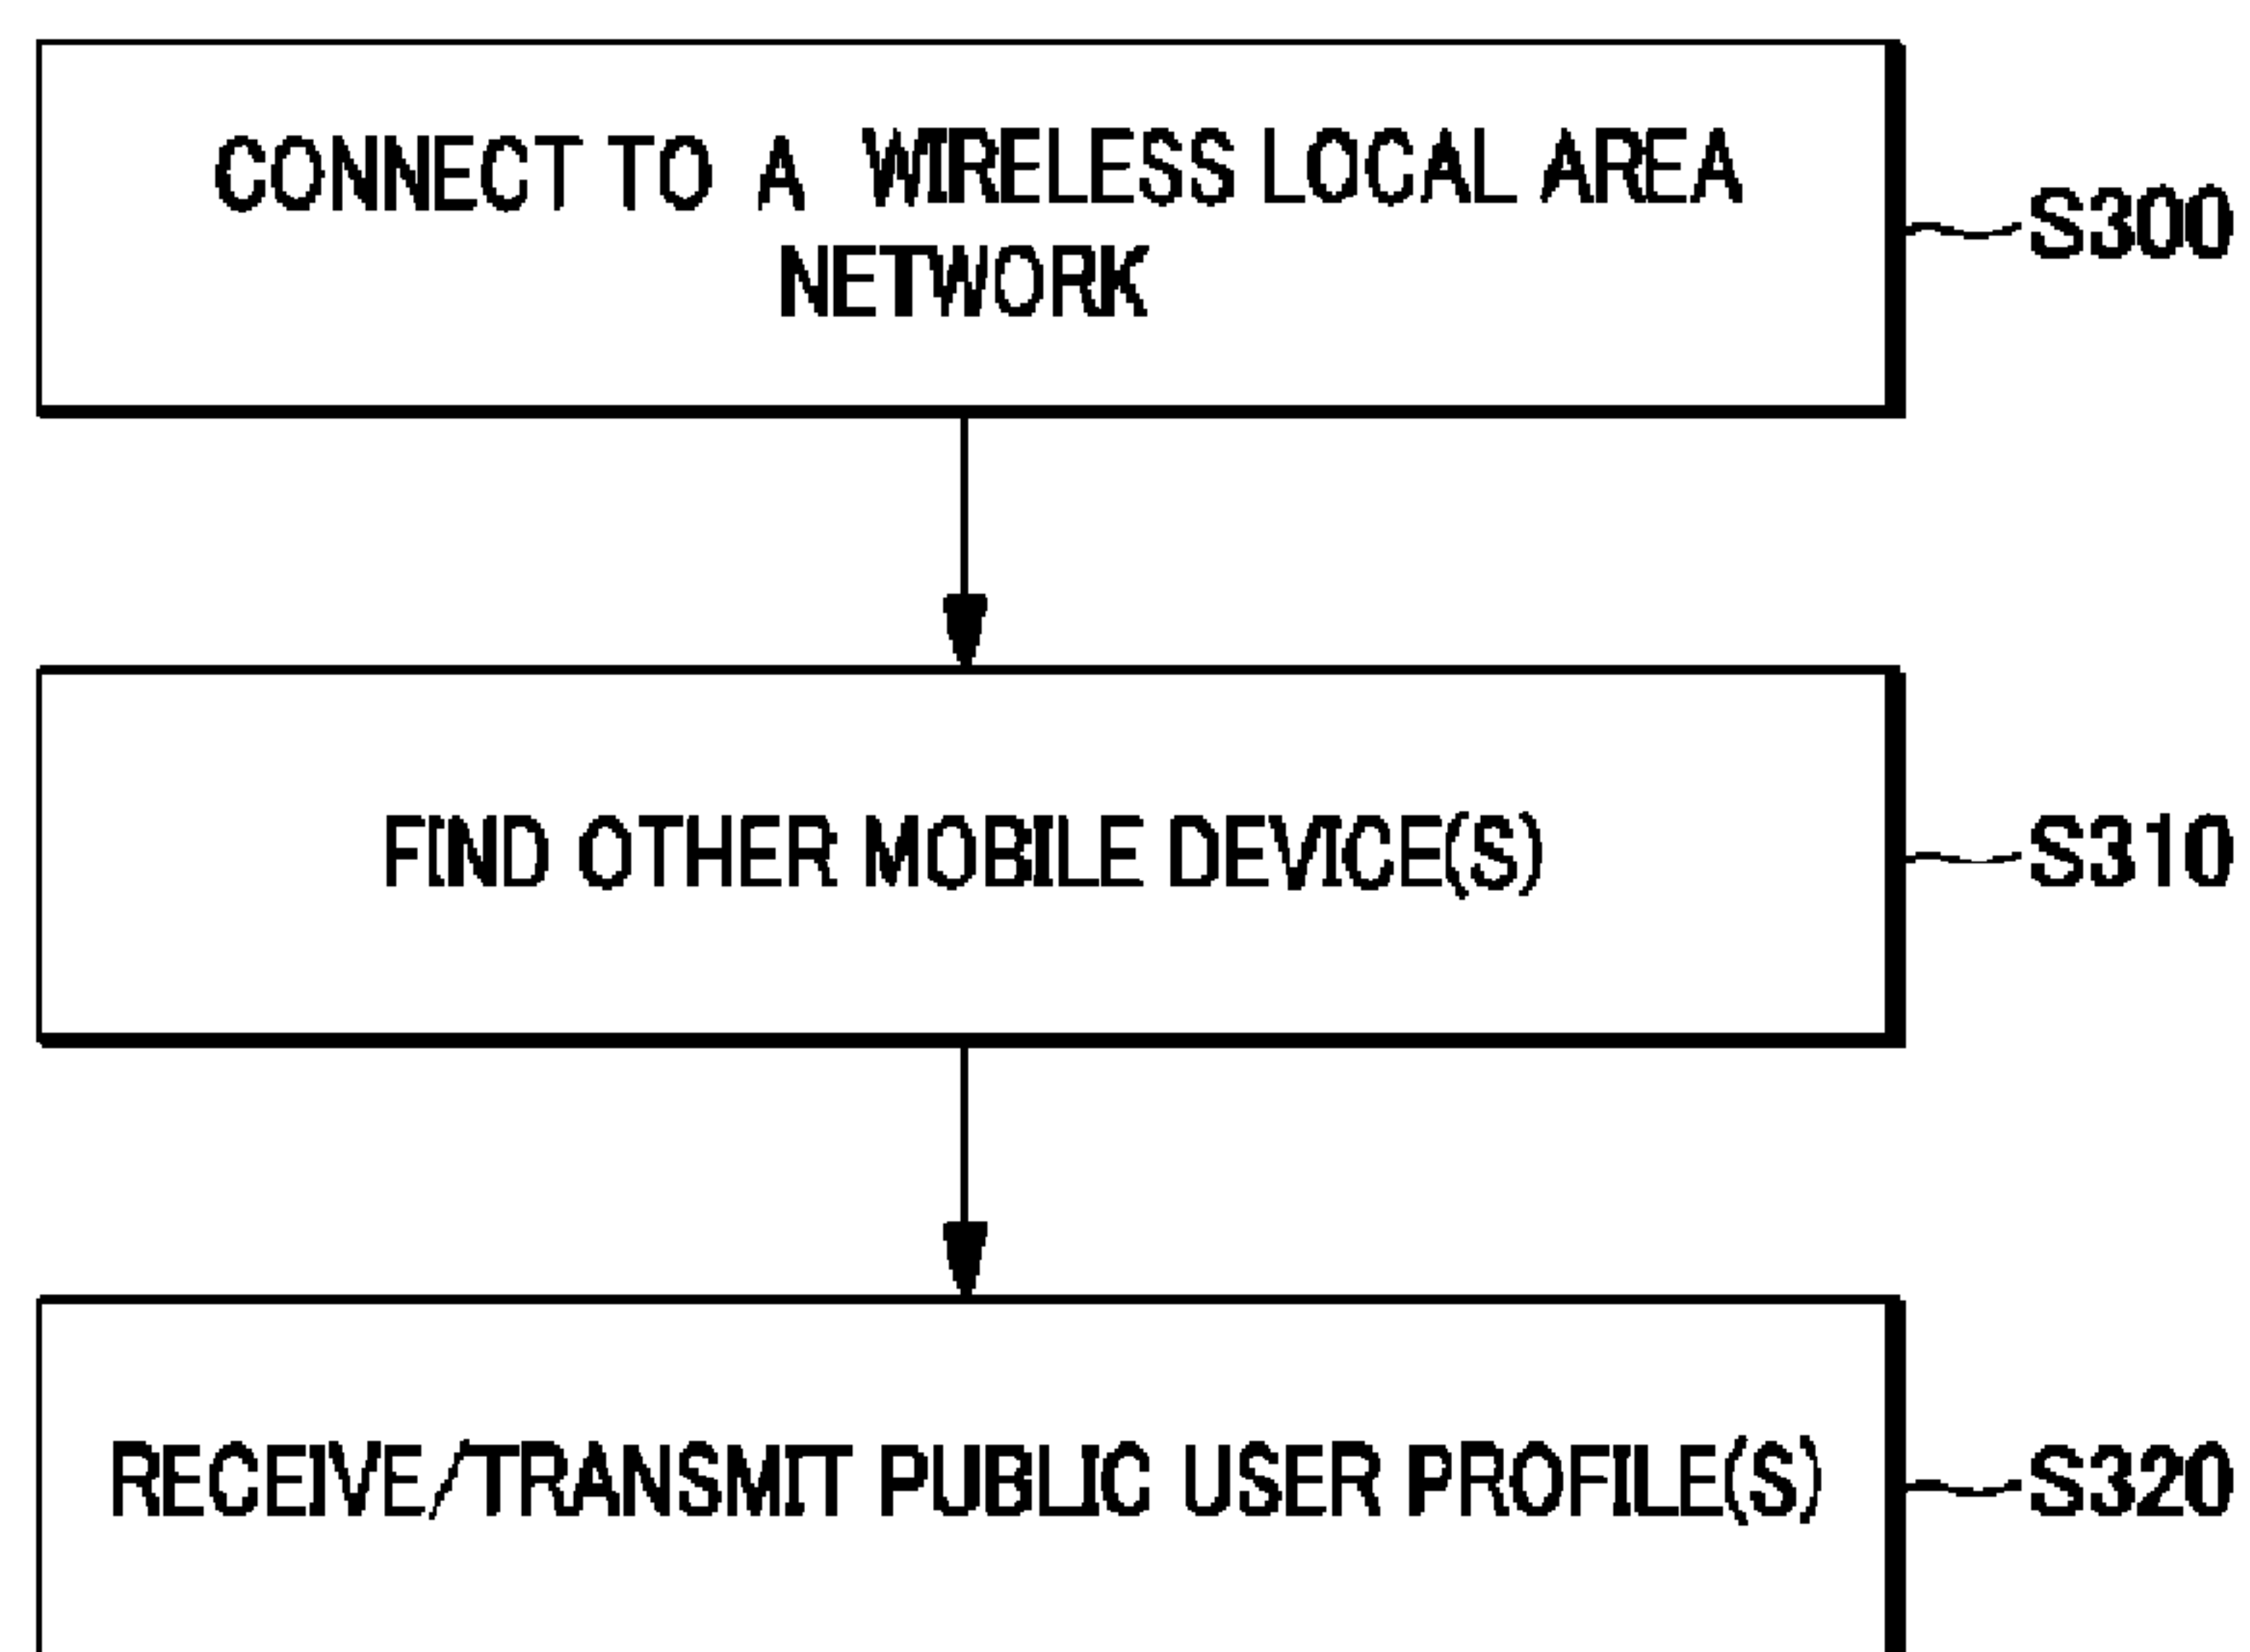 CONNECT TO A WIRELESS LOCAL AREA
NETWORK
S300
FIND OTHER MOBILE DEVICE(S)
S310
RECEIVE/TRANSMIT PUBLIC USER PROFILE(S)
S320